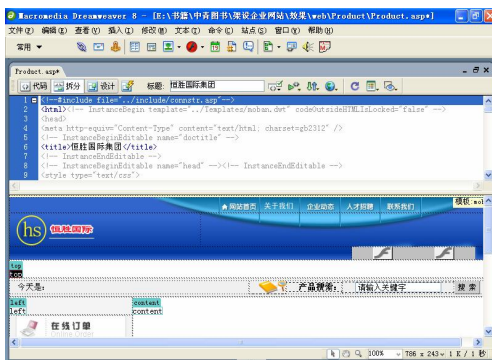 Macromedia Dreamweaver 8 - [E:\书籍\中青图书\架设企业网站\效果\web\Product\Product.asp*]
文件(F) 编辑(E) 查看(V) 插入(I) 修改(M) 文本(T) 命令(C) 站点(S) 窗口(W) 帮助(H)
常用
Product.asp*
代码 拆分 设计 标题: 恒胜国际集团
1 <!--#include file="../include/connstr.asp"-->
2 <html><!-- InstanceBegin template="../Templates/moban.dwt" codeOutsideHTMLIsLocked="false" -->
3 <head>
4 <meta http-equiv="Content-Type" content="text/html; charset=gb2312" />
5 <!-- InstanceBeginEditable name="doctitle" -->
6 <title>恒胜国际集团</title>
7 <!-- InstanceEndEditable -->
8 <!-- InstanceBeginEditable name="head" --><!-- InstanceEndEditable -->
9 <style type="text/css">
网站首页 关于我们 企业动态 人才招聘 联系我们 模板:mo
hs 恒胜国际
top
top
今天是: 产品搜索: 请输入关键字 搜 索
left content
left content
在线订单
Online Order
100% 786 x 243 1 K / 1 秒